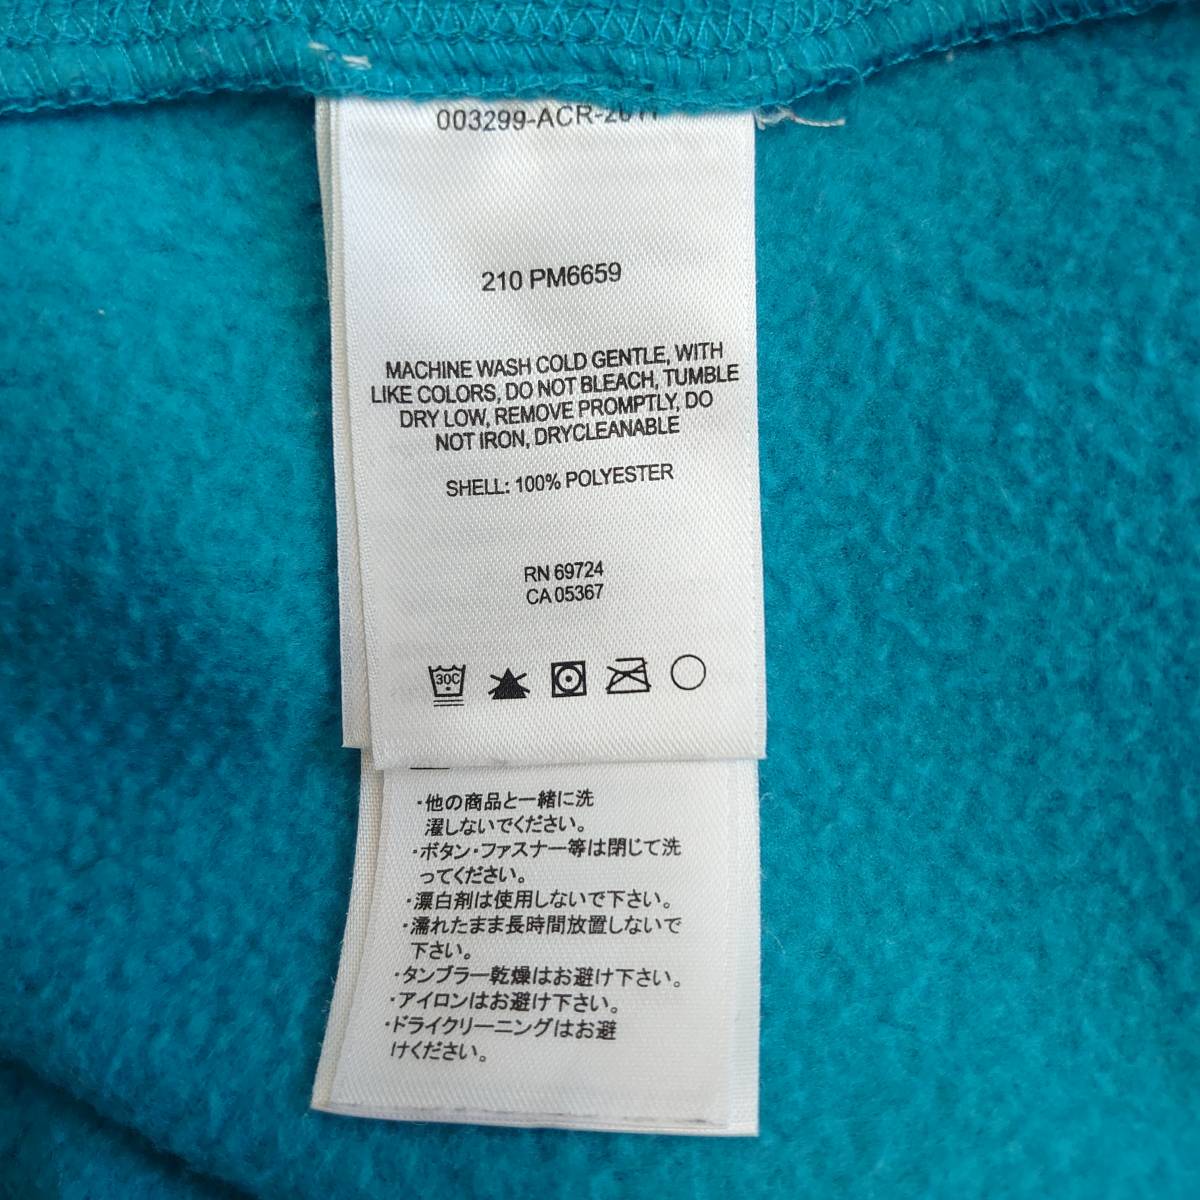 003299-ACR-2011
210 PM6659
MACHINE WASH COLD GENTLE, WITH
LIKE COLORS, DO NOT BLEACH, TUMBLE
DRY LOW, REMOVE PROMPTLY, DO
NOT IRON, DRYCLEANABLE
SHELL: 100% POLYESTER
RN 69724
CA 05367
30C
・他の商品と一緒に洗
濯しないでください。
・ボタン・ファスナー等は閉じて洗
ってください。
・漂白剤は使用しないで下さい。
・濡れたまま長時間放置しないで
下さい。
・タンブラー乾燥はお避け下さい。
・アイロンはお避け下さい。
・ドライクリーニングはお避
けください。